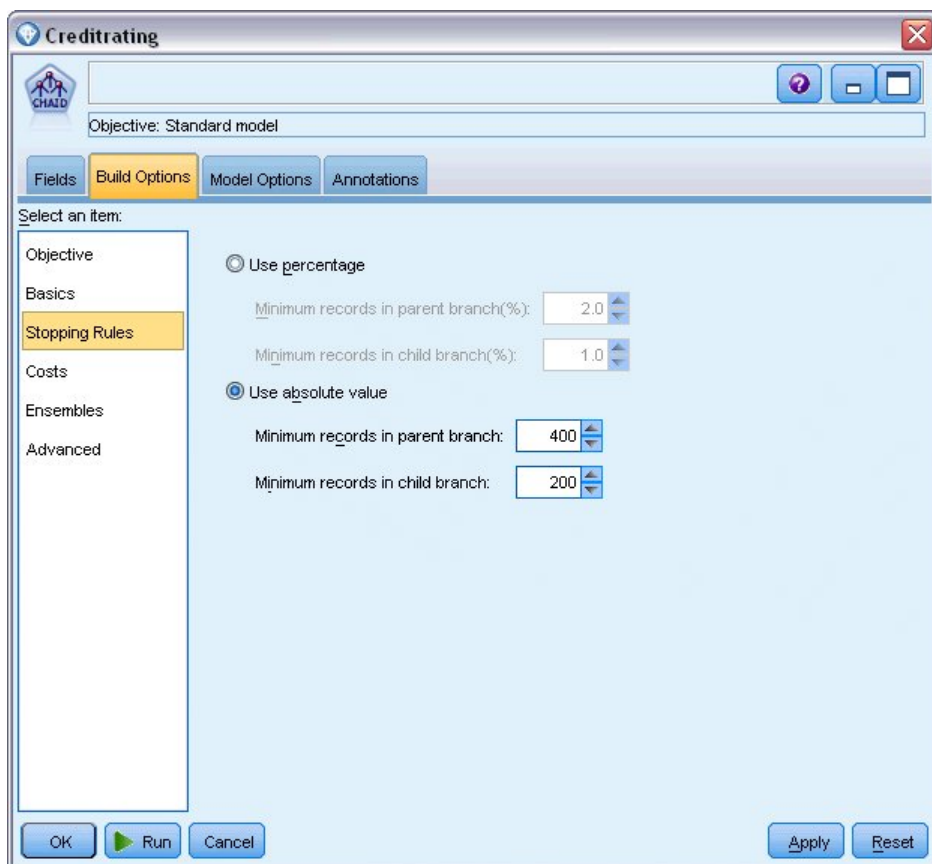 Creditrating
CHAID
Objective: Standard model
Fields Build Options Model Options Annotations
Select an item:
Objective
Basics
Stopping Rules
Costs
Ensembles
Advanced
Use percentage
Minimum records in parent branch(%): 2.0
Minimum records in child branch(%): 1.0
Use absolute value
Minimum records in parent branch: 400
Minimum records in child branch: 200
OK Run Cancel Apply Reset